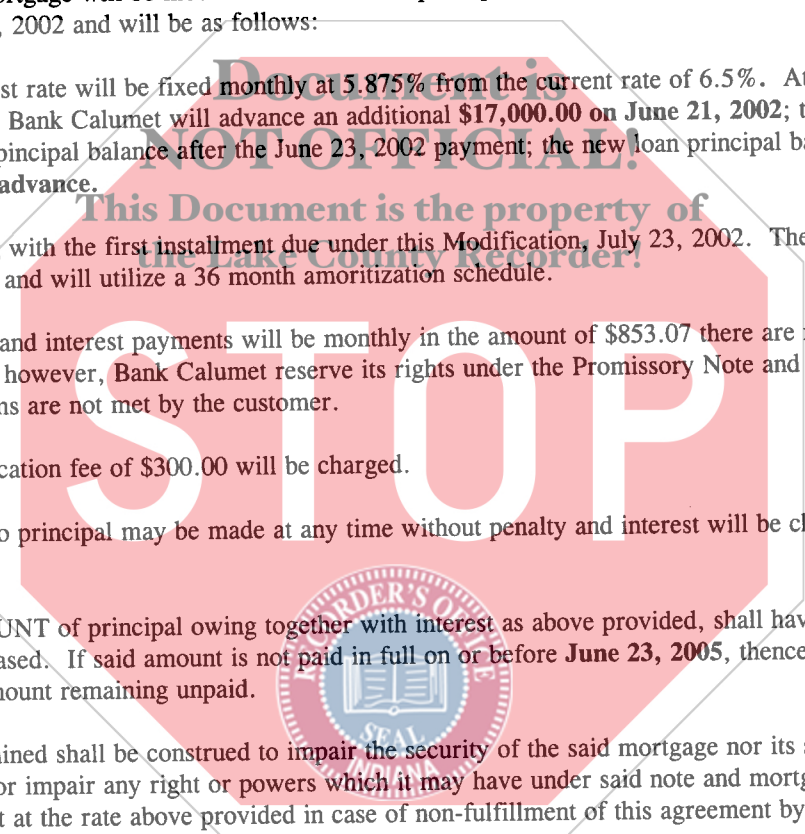 , 2002 and will be as follows:
Document is
st rate will be fixed monthly at 5.875% from the current rate of 6.5%. At
Bank Calumet will advance an additional $17,000.00 on June 21, 2002; t
NOT OFFICIAL!
pincipal balance after the June 23, 2002 payment; the new loan principal ba
advance.
This Document is the property of
with the first installment due under this Modification, July 23, 2002. The
the Lake County Recorder!
and will utilize a 36 month amoritization schedule.
STOP
and interest payments will be monthly in the amount of $853.07 there are
however, Bank Calumet reserve its rights under the Promissory Note and
ns are not met by the customer.
cation fee of $300.00 will be charged.
o principal may be made at any time without penalty and interest will be ch
RECORDER'S OFFICE
UNT of principal owing together with interest as above provided, shall hav
ased. If said amount is not paid in full on or before June 23, 2005, thence
nount remaining unpaid.
SEAL
INDIANA
ined shall be construed to impair the security of the said mortgage nor its
or impair any right or powers which it may have under said note and mortg
t at the rate above provided in case of non-fulfillment of this agreement by